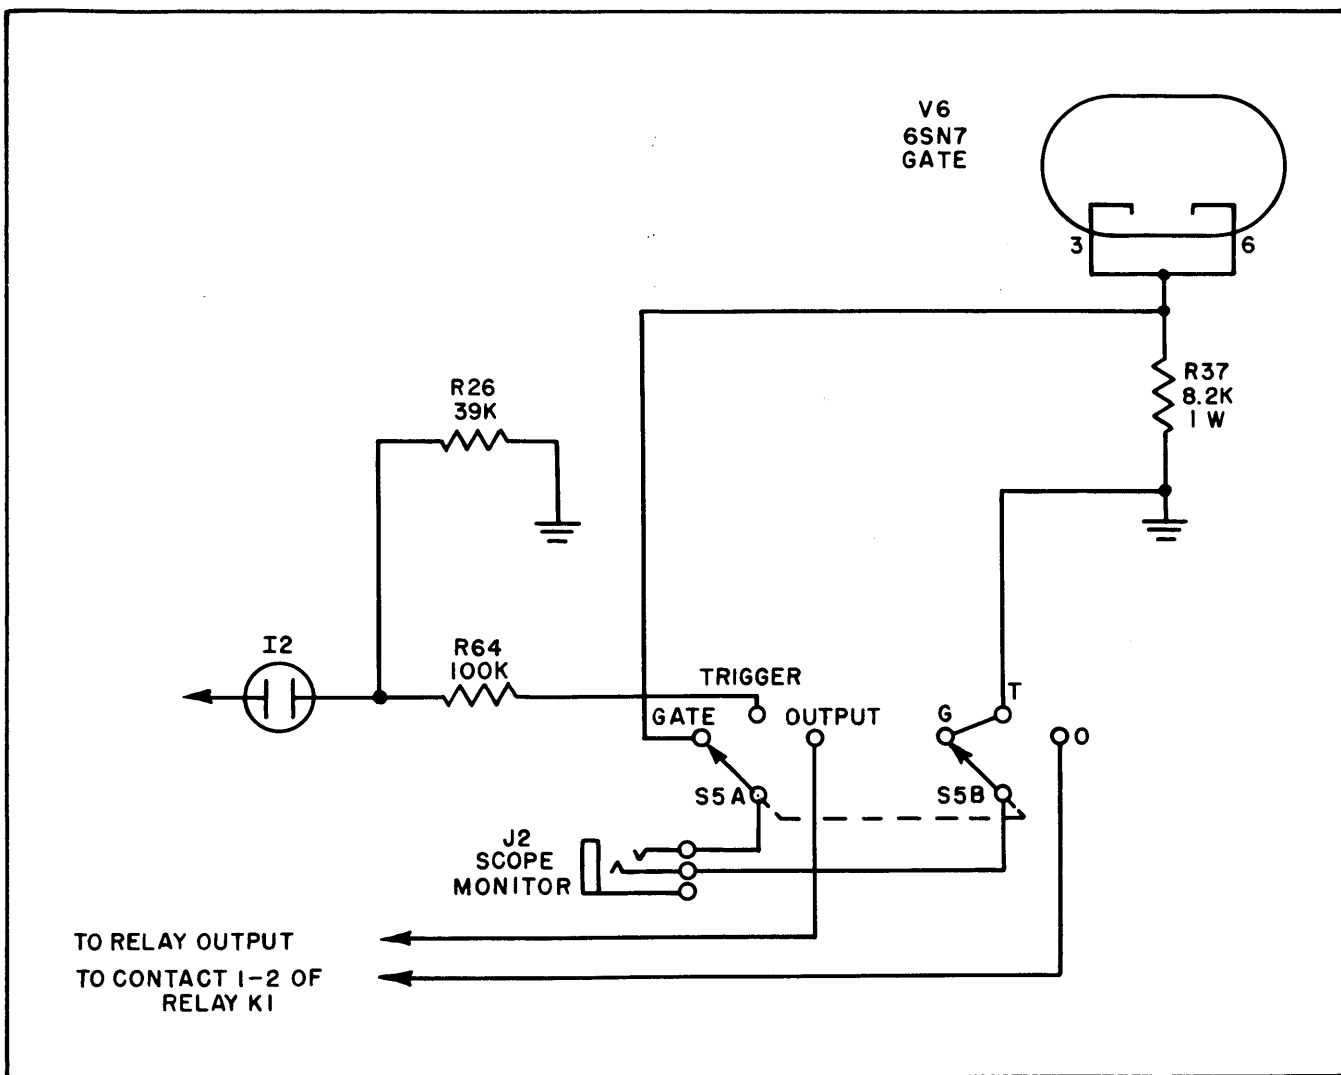 V6
6SN7
GATE
3
6
R37
8.2K
1 W
R26
39K
I2
R64
100K
TRIGGER
GATE
OUTPUT
G
T
O
S5A
S5B
J2
SCOPE
MONITOR
TO RELAY OUTPUT
TO CONTACT 1-2 OF
RELAY K1